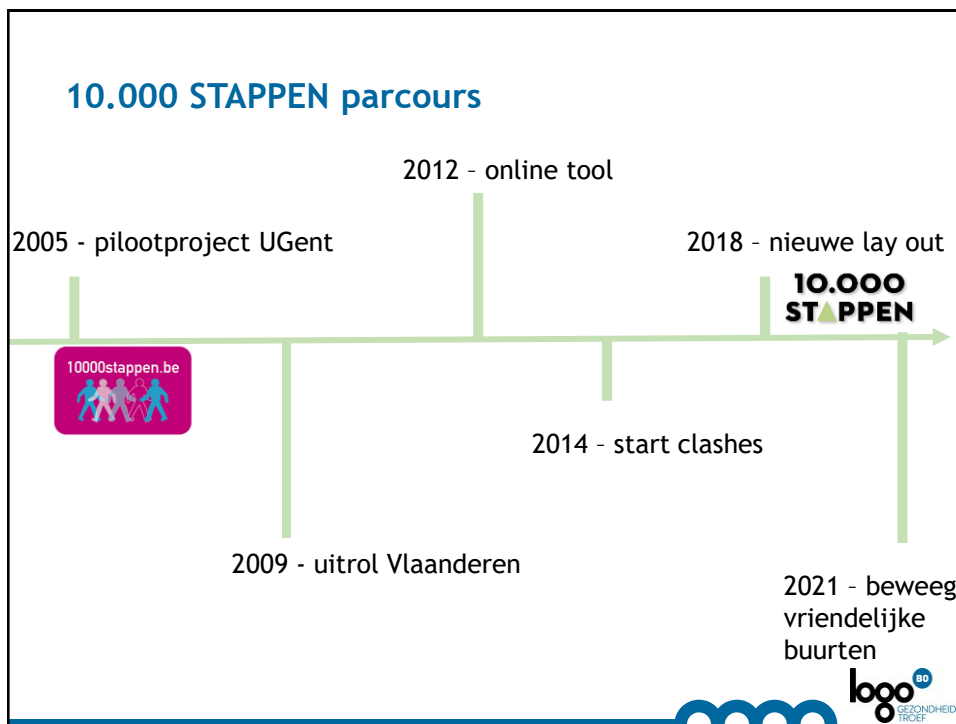 10.000 STAPPEN parcours
2012 – online tool
2005 - pilootproject UGent
2018 – nieuwe lay out
10.000
STAPPEN
10000stappen.be
2014 – start clashes
2009 - uitrol Vlaanderen
2021 – beweeg
vriendelijke
buurten
logo BO
GEZONDHEID
TROEF